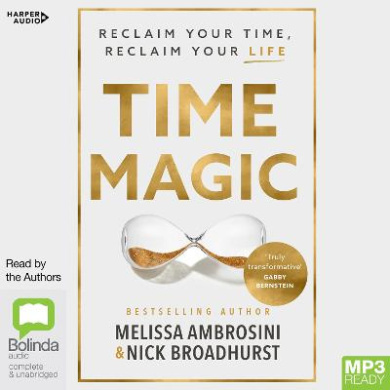 HARPER
AUDIO
RECLAIM YOUR TIME,
RECLAIM YOUR LIFE
TIME
MAGIC
"Truly
transformative"
GABBY
BERNSTEIN
Read by
the Authors
Bolinda
audio
complete
& unabridged
BESTSELLING AUTHOR
MELISSA AMBROSINI
& NICK BROADHURST
MP3
READY